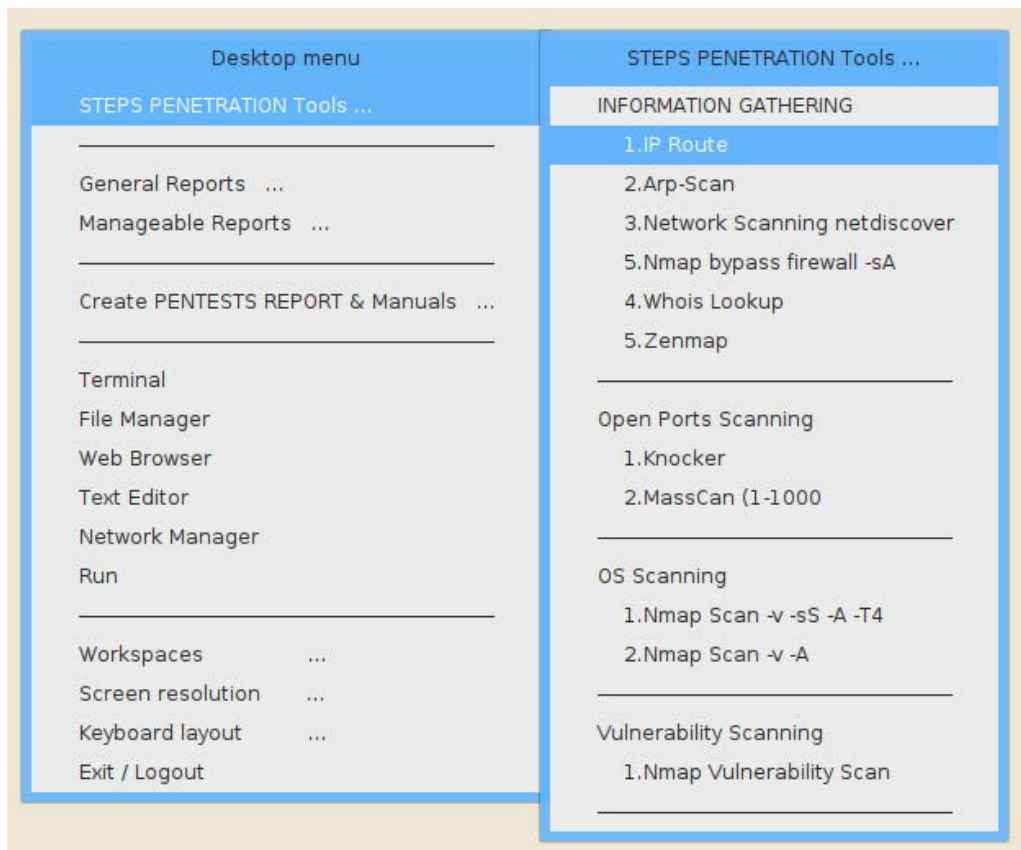 Desktop menu
STEPS PENETRATION Tools ...
General Reports ...
Manageable Reports ...
Create PENTESTS REPORT & Manuals ...
Terminal
File Manager
Web Browser
Text Editor
Network Manager
Run
Workspaces ...
Screen resolution ...
Keyboard layout ...
Exit / Logout
STEPS PENETRATION Tools ...
INFORMATION GATHERING
1.IP Route
2.Arp-Scan
3.Network Scanning netdiscover
5.Nmap bypass firewall -sA
4.Whois Lookup
5.Zenmap
Open Ports Scanning
1.Knocker
2.MassCan (1-1000
OS Scanning
1.Nmap Scan -v -sS -A -T4
2.Nmap Scan -v -A
Vulnerability Scanning
1.Nmap Vulnerability Scan